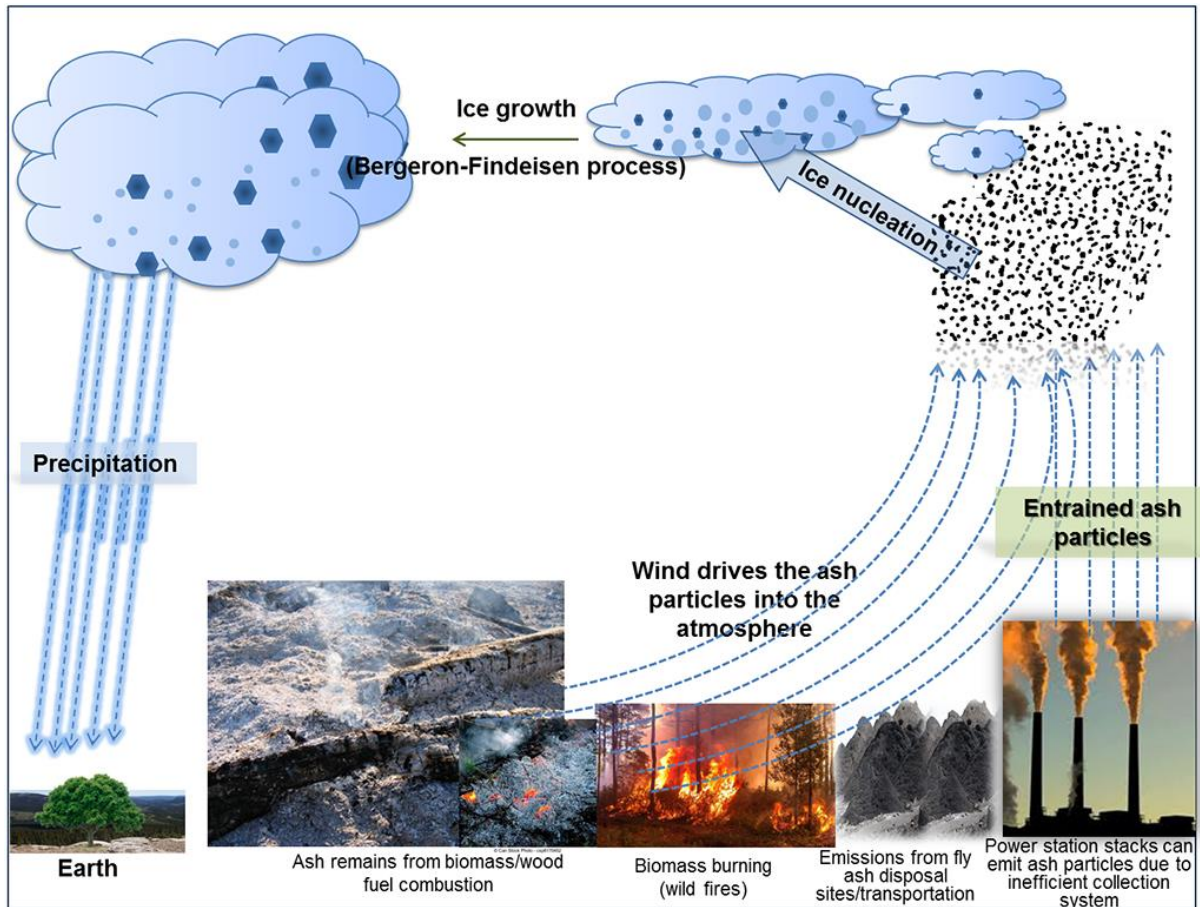 Ice growth
(Bergeron-Findeisen process)
Ice nucleation
Precipitation
Entrained ash
particles
Wind drives the ash
particles into the
atmosphere
Earth
Ash remains from biomass/wood
fuel combustion
Biomass burning
(wild fires)
Emissions from fly
ash disposal
sites/transportation
Power station stacks can
emit ash particles due to
inefficient collection
system